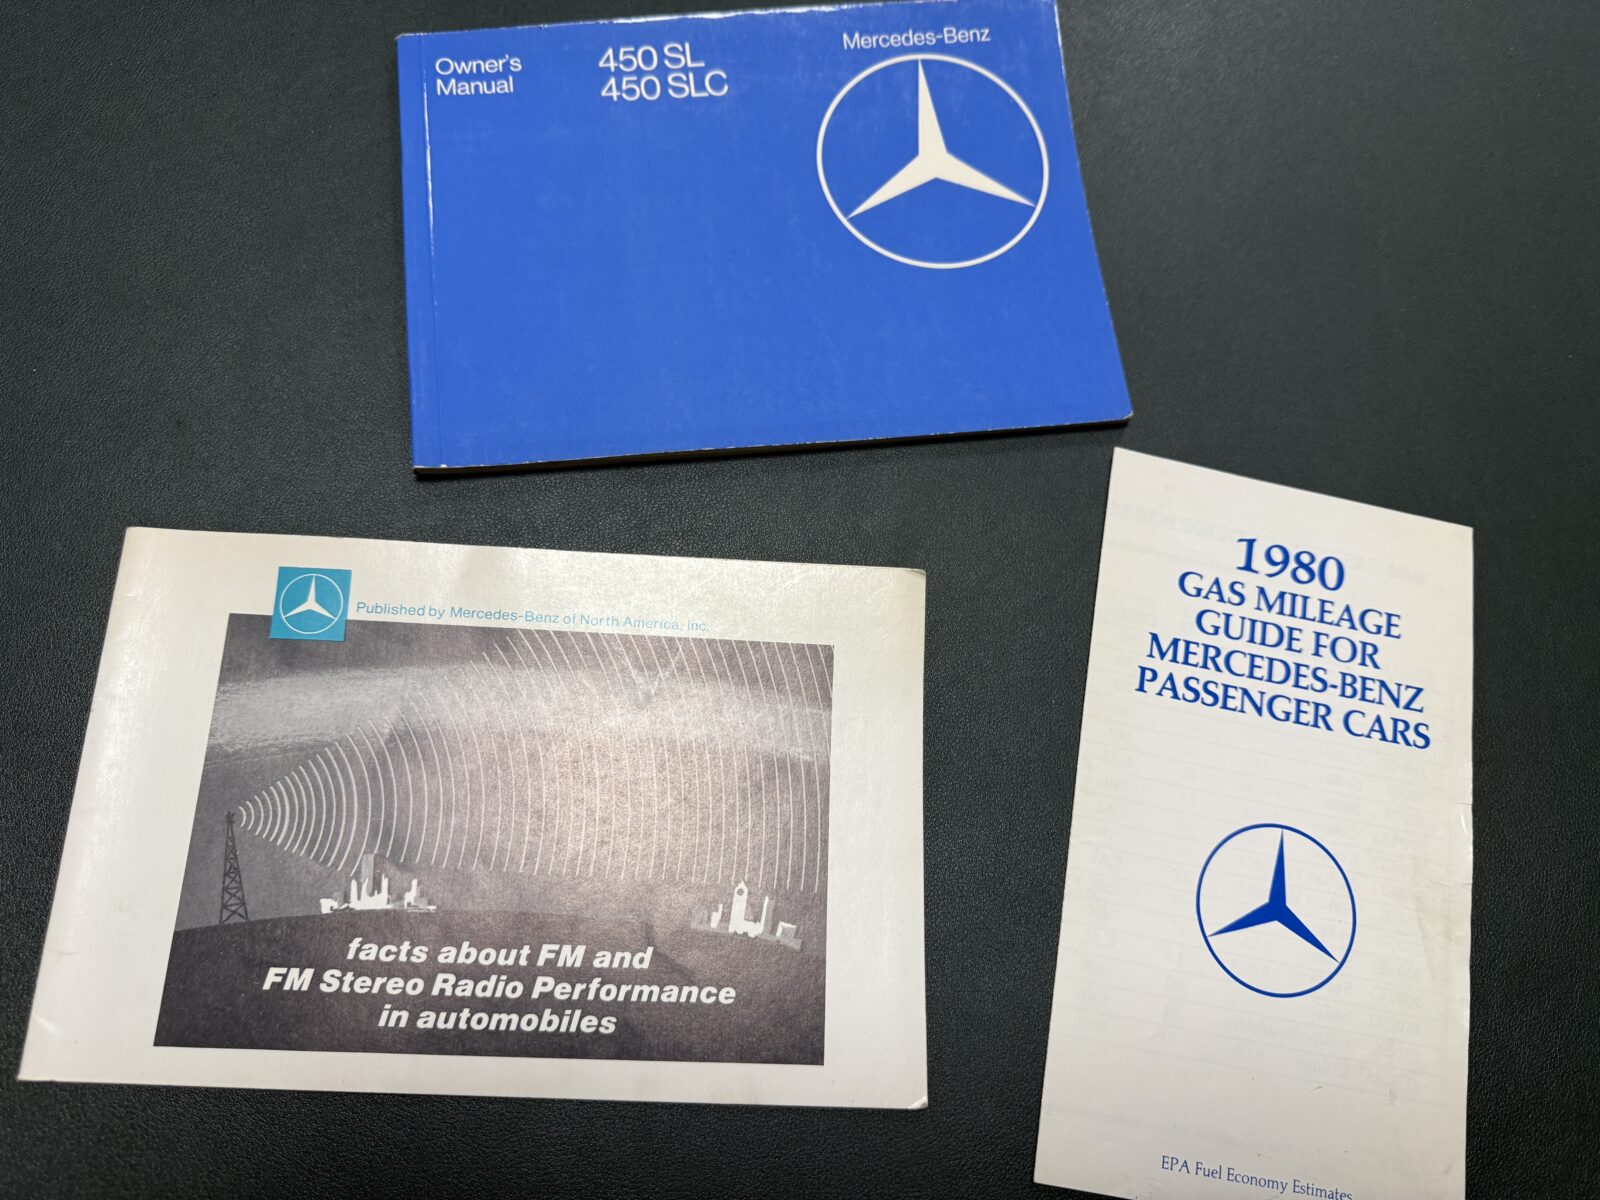 Owner's
Manual
450 SL
450 SLC
Mercedes-Benz
Published by Mercedes-Benz of North America, Inc.
facts about FM and
FM Stereo Radio Performance
in automobiles
1980
GAS MILEAGE
GUIDE FOR
MERCEDES-BENZ
PASSENGER CARS
EPA Fuel Economy Estimates